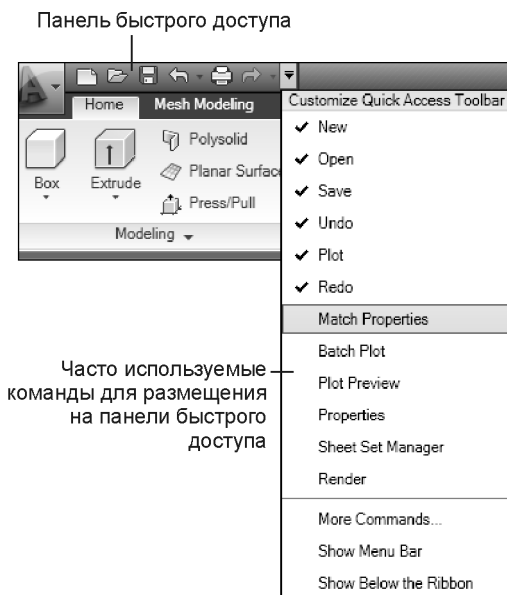 Панель быстрого доступа
Home
Mesh Modeling
Box
Extrude
Polysolid
Planar Surfac
Press/Pull
Modeling
Customize Quick Access Toolbar
New
Open
Save
Undo
Plot
Redo
Match Properties
Batch Plot
Plot Preview
Properties
Sheet Set Manager
Render
More Commands...
Show Menu Bar
Show Below the Ribbon
Часто используемые
команды для размещения
на панели быстрого
доступа